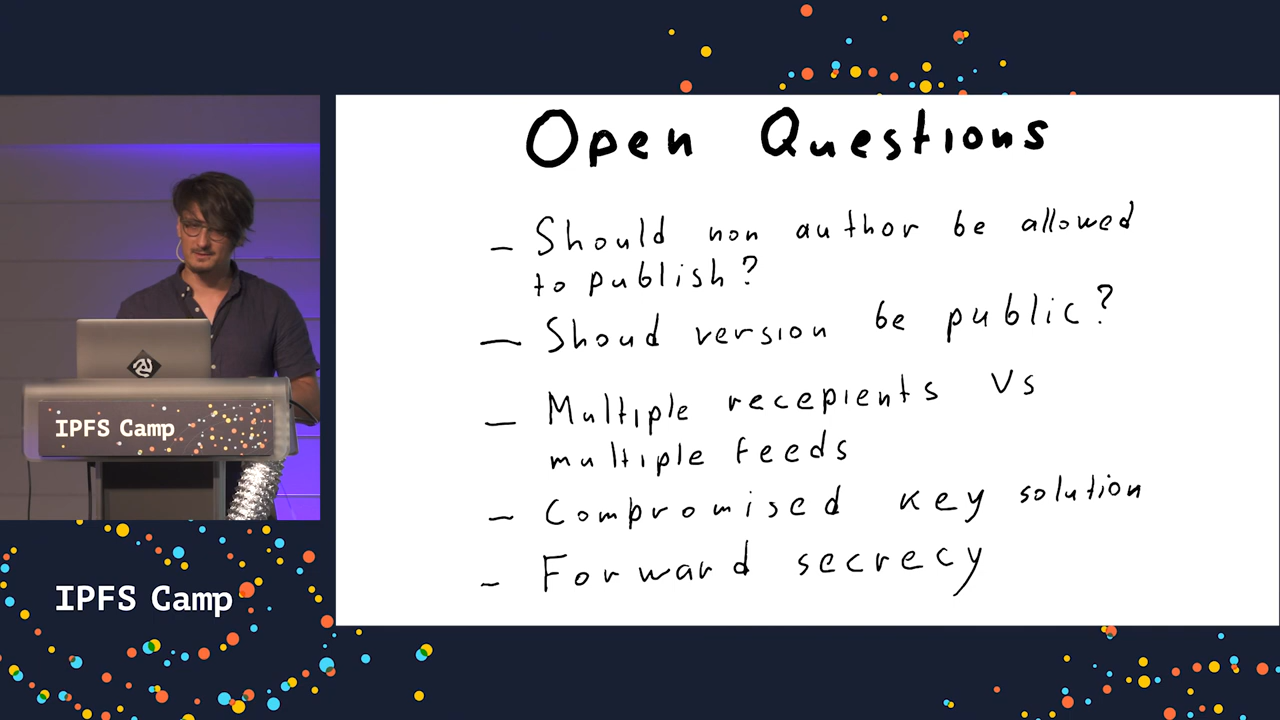 Open Questions
– Should non author be allowed
to publish?
– Shoud version be public?
– Multiple recepients Vs
multiple feeds
– Compromised key solution
– Forward secrecy
IPFS Camp
IPFS Camp